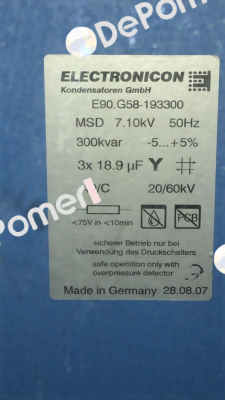 DePomera
ELECTRONICON
Kondensatoren GmbH
E90.G58-193300
MSD 7.10kV 50Hz
300kvar -5...+5%
3x 18.9 µF Y
/C 20/60kV
<75V in <10min
PCB
sicherer Betrieb nur bei
Verwendung des Druckschalters
safe operation only with
overpressure detector
Made in Germany 28.08.07